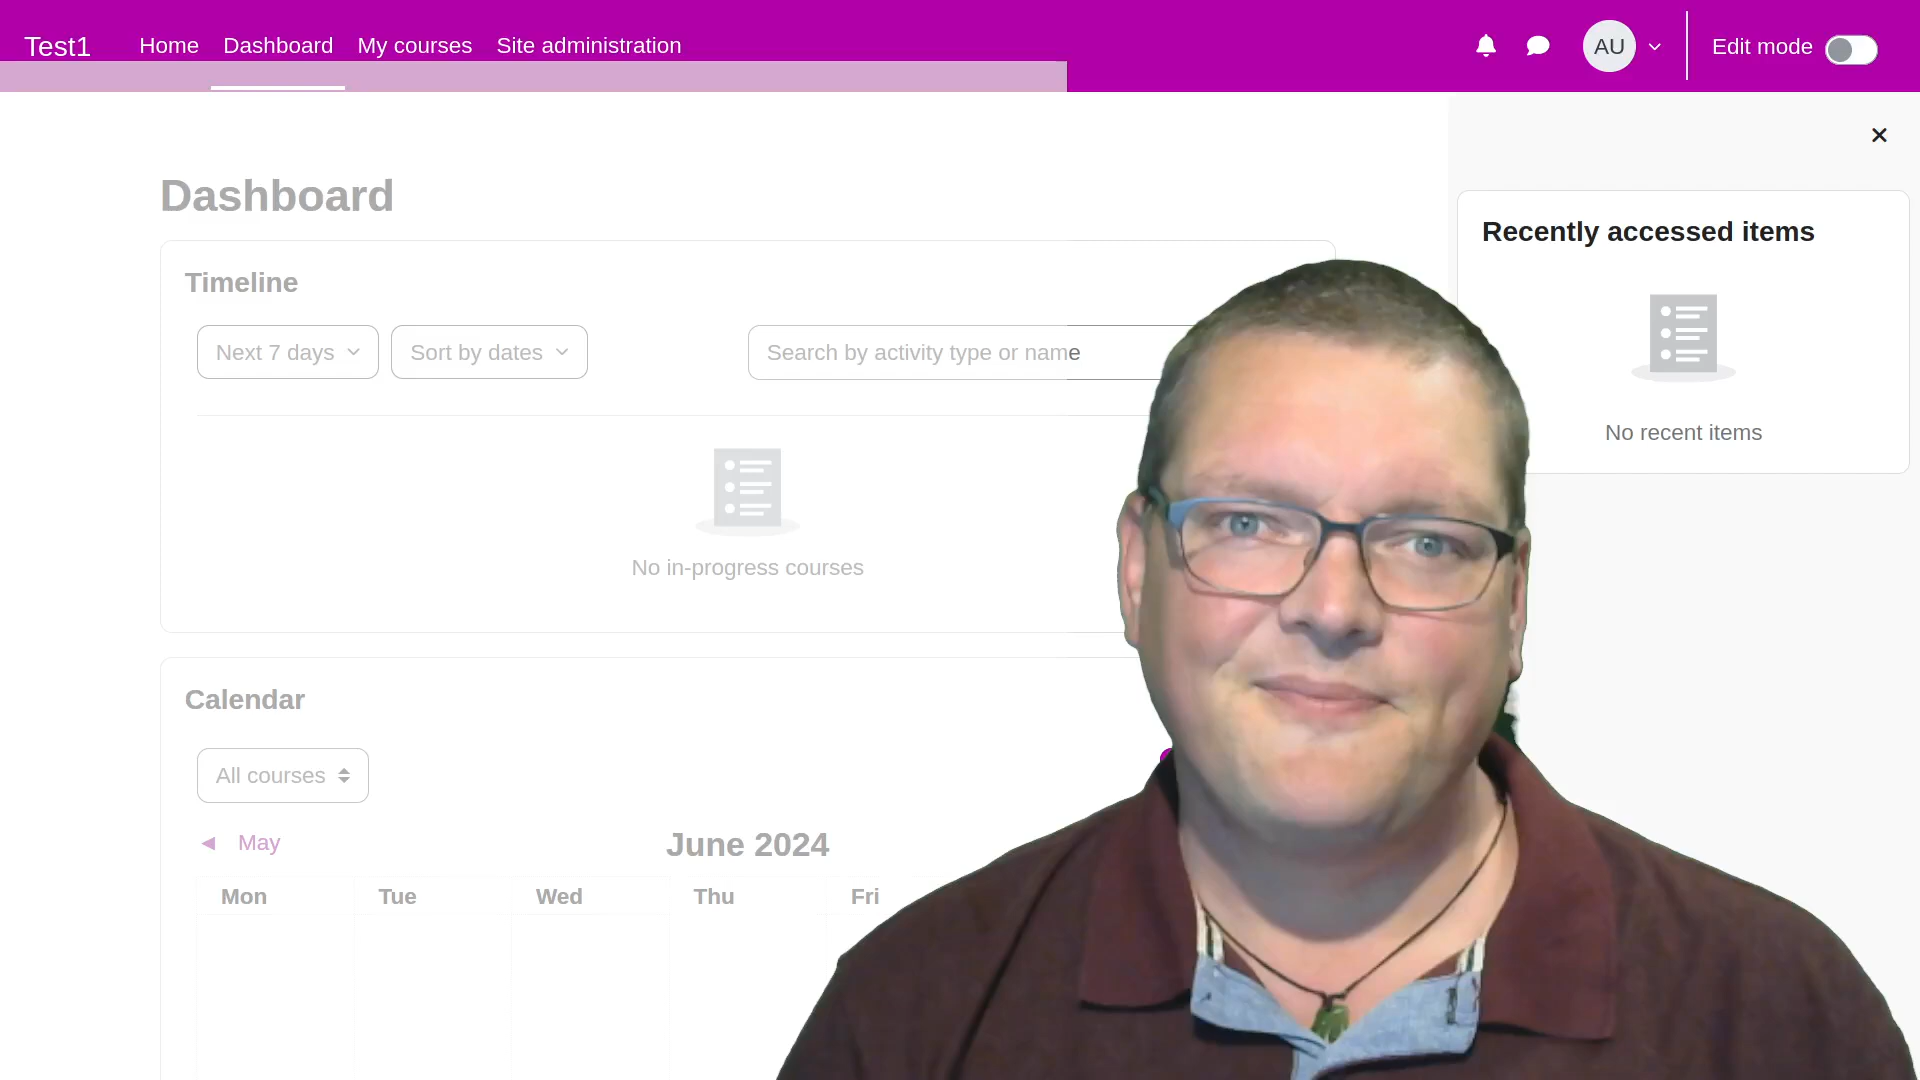 Test1 Home Dashboard My courses Site administration AU Edit mode
Dashboard
Timeline
Next 7 days Sort by dates Search by activity type or name
No in-progress courses
Calendar
All courses
May June 2024
Mon Tue Wed Thu Fri
Recently accessed items
No recent items